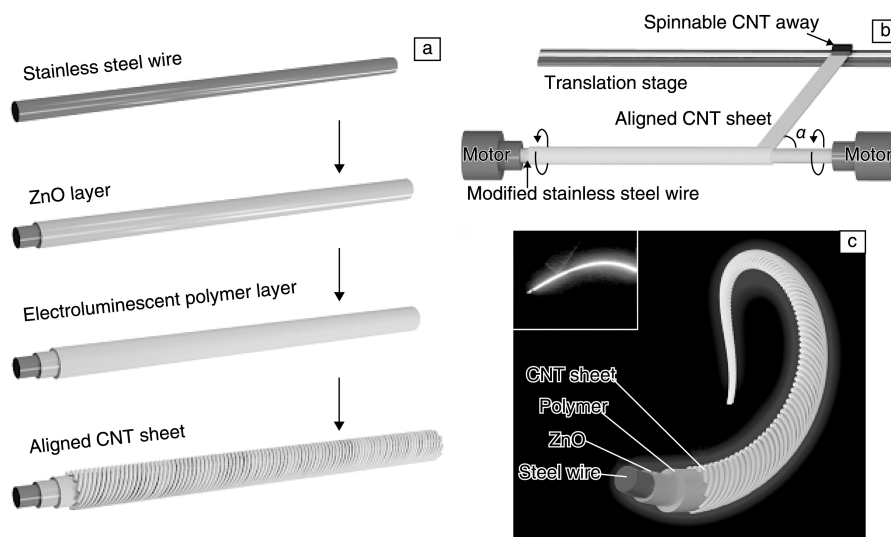 a
Stainless steel wire
ZnO layer
Electroluminescent polymer layer
Aligned CNT sheet
b
Spinnable CNT away
Translation stage
Aligned CNT sheet
α
Motor
Motor
Modified stainless steel wire
c
CNT sheet
Polymer
ZnO
Steel wire